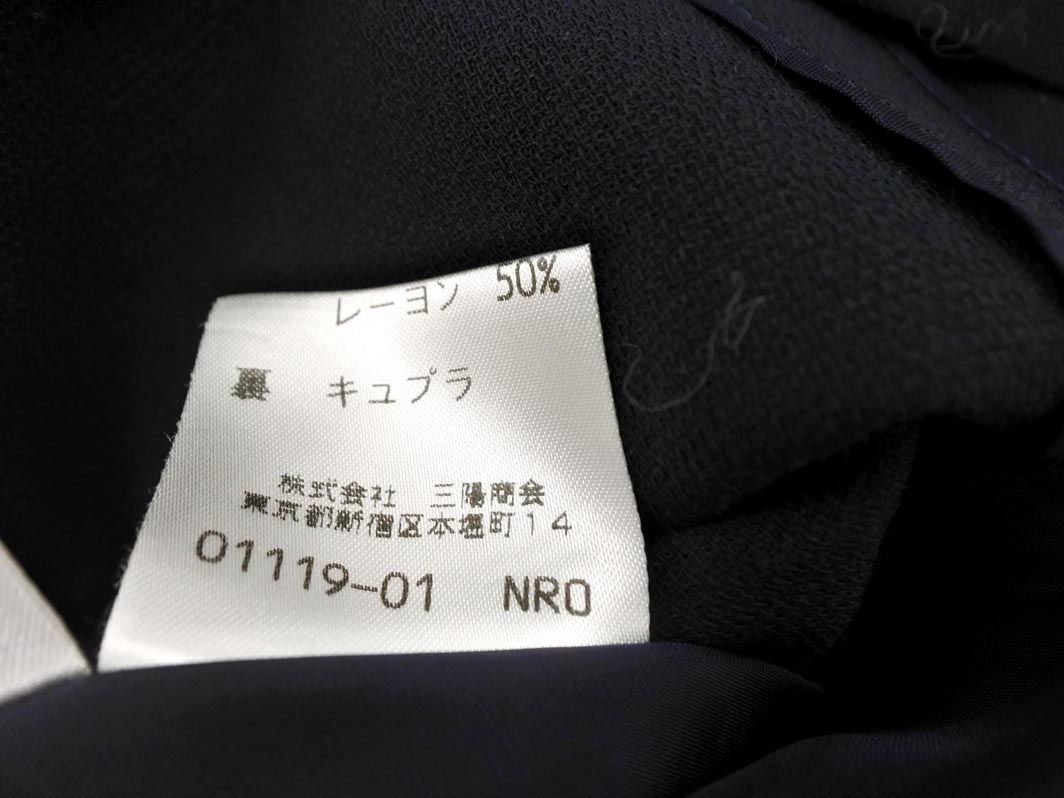 レーヨン 50%
裏 キュプラ
株式会社 三陽商会
東京都新宿区本塩町14
01119-01 NRO